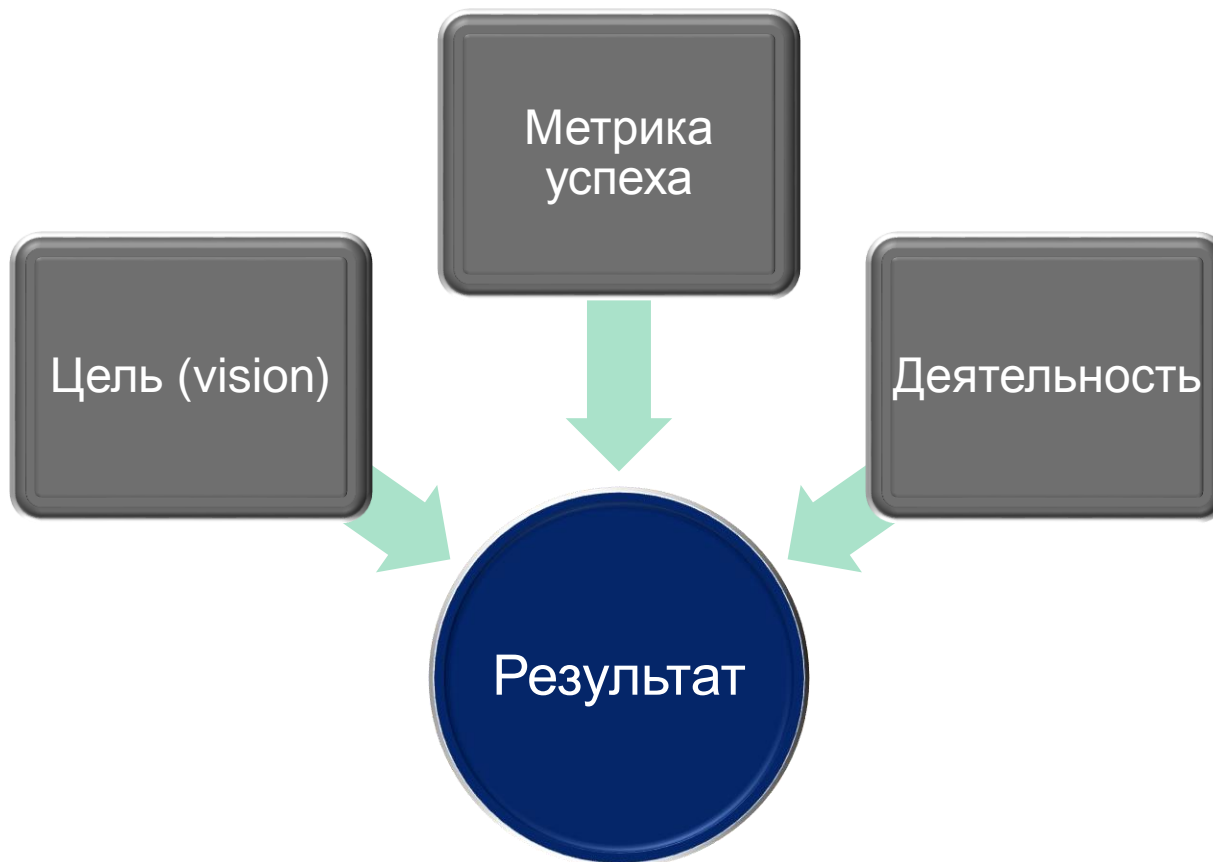 Метрика
успеха
Цель (vision)
Деятельность
Результат